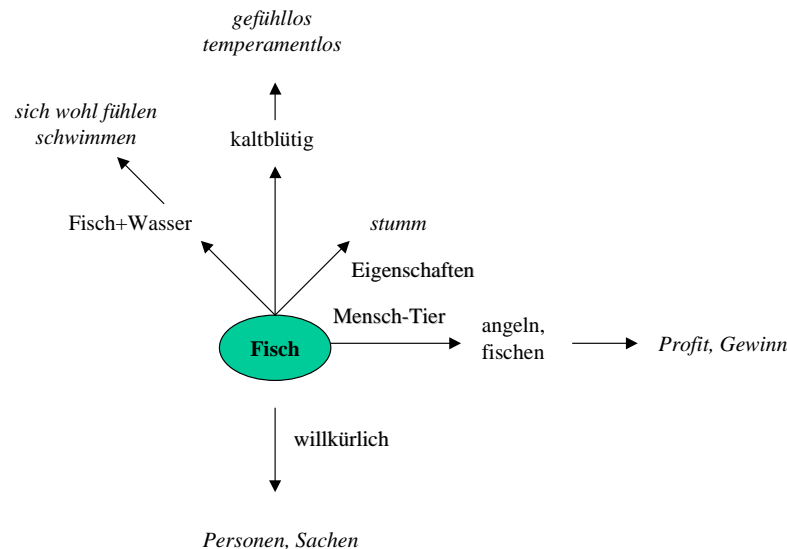 gefühllos
temperamentlos
sich wohl fühlen
schwimmen
kaltblütig
Fisch+Wasser
stumm
Eigenschaften
Mensch-Tier
angeln,
fischen
Profit, Gewinn
Fisch
willkürlich
Personen, Sachen